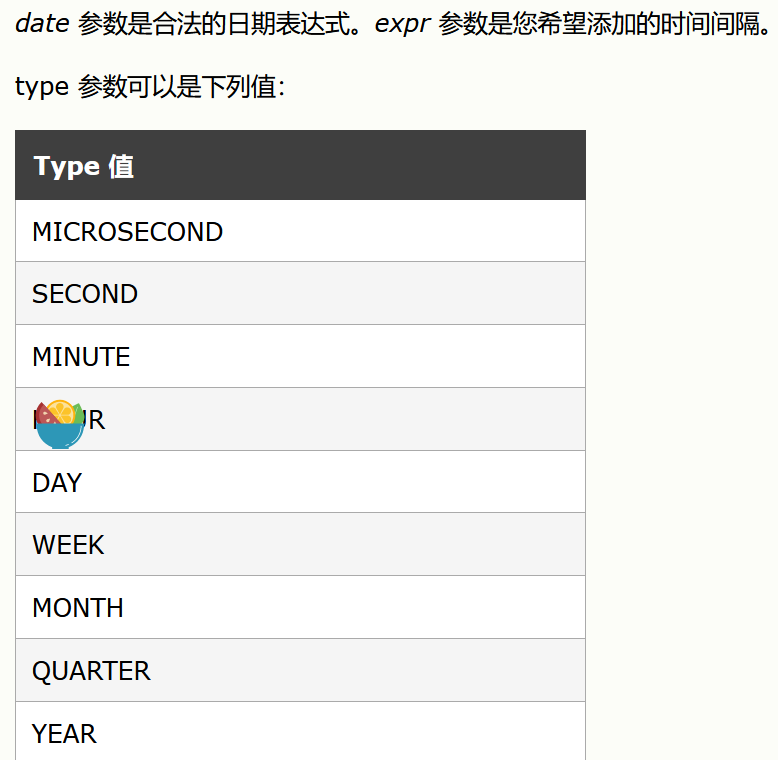 date 参数是合法的日期表达式。expr 参数是您希望添加的时间间隔。
type 参数可以是下列值：
Type 值
MICROSECOND
SECOND
MINUTE
DAY
WEEK
MONTH
QUARTER
YEAR